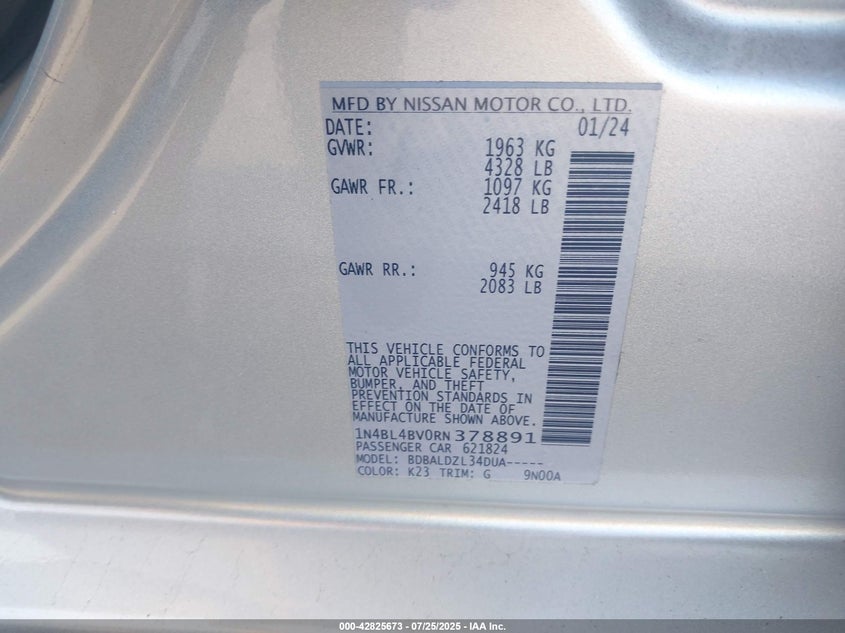 MFD BY NISSAN MOTOR CO., LTD.
DATE: 01/24
GVWR: 1963 KG
4328 LB
GAWR FR.: 1097 KG
2418 LB
GAWR RR.: 945 KG
2083 LB
THIS VEHICLE CONFORMS TO
ALL APPLICABLE FEDERAL
MOTOR VEHICLE SAFETY,
BUMPER, AND THEFT
PREVENTION STANDARDS IN
EFFECT ON THE DATE OF
MANUFACTURE SHOWN ABOVE.
1N4BL4BV0RN378891
PASSENGER CAR 621824
MODEL: BDBALDZL34DUA-----
COLOR: K23 TRIM: G 9N00A
000-42825673 - 07/25/2025 - IAA Inc.